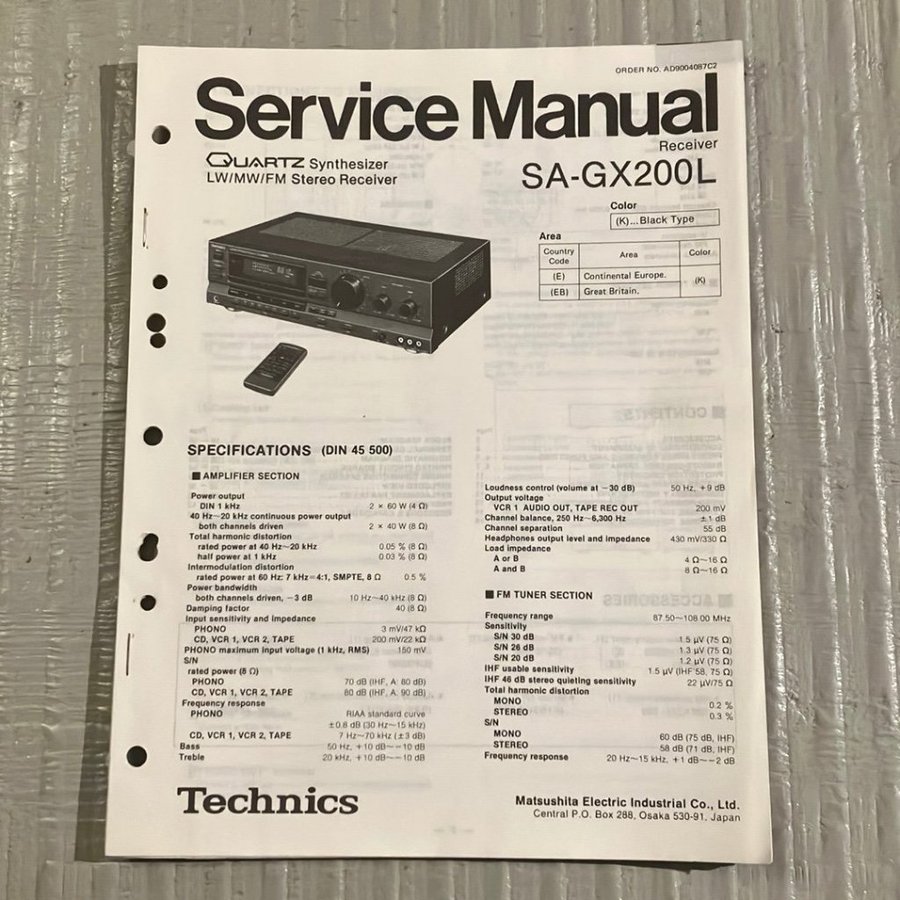 ORDER NO. AD9004087C2
Service Manual
Receiver
QUARTZ Synthesizer
LW/MW/FM Stereo Receiver
SA-GX200L
Color
(K)...Black Type
Area
Country Code Area Color
(E) Continental Europe. (K)
(EB) Great Britain.
SPECIFICATIONS (DIN 45 500)
■ AMPLIFIER SECTION
Power output
DIN 1 kHz 2 × 60 W (4 Ω)
40 Hz~20 kHz continuous power output
both channels driven 2 × 40 W (8 Ω)
Total harmonic distortion
rated power at 40 Hz~20 kHz 0.05 % (8 Ω)
half power at 1 kHz 0.03 % (8 Ω)
Intermodulation distortion
rated power at 60 Hz: 7 kHz=4:1, SMPTE, 8 Ω 0.5 %
Power bandwidth
both channels driven, −3 dB 10 Hz~40 kHz (8 Ω)
Damping factor 40 (8 Ω)
Input sensitivity and impedance
PHONO 3 mV/47 kΩ
CD, VCR 1, VCR 2, TAPE 200 mV/22 kΩ
PHONO maximum input voltage (1 kHz, RMS) 150 mV
S/N
rated power (8 Ω)
PHONO 70 dB (IHF, A: 80 dB)
CD, VCR 1, VCR 2, TAPE 80 dB (IHF, A: 90 dB)
Frequency response
PHONO RIAA standard curve
±0.8 dB (30 Hz~15 kHz)
CD, VCR 1, VCR 2, TAPE 7 Hz~70 kHz (±3 dB)
Bass 50 Hz, +10 dB~−10 dB
Treble 20 kHz, +10 dB~−10 dB
Loudness control (volume at −30 dB) 50 Hz, +9 dB
Output voltage
VCR 1 AUDIO OUT, TAPE REC OUT 200 mV
Channel balance, 250 Hz~6,300 Hz ±1 dB
Channel separation 55 dB
Headphones output level and impedance 430 mV/330 Ω
Load impedance
A or B 4 Ω~16 Ω
A and B 8 Ω~16 Ω
■ FM TUNER SECTION
Frequency range 87.50~108.00 MHz
Sensitivity
S/N 30 dB 1.5 µV (75 Ω)
S/N 26 dB 1.3 µV (75 Ω)
S/N 20 dB 1.2 µV (75 Ω)
IHF usable sensitivity 1.5 µV (IHF'58, 75 Ω)
IHF 46 dB stereo quieting sensitivity 22 µV/75 Ω
Total harmonic distortion
MONO 0.2 %
STEREO 0.3 %
S/N
MONO 60 dB (75 dB, IHF)
STEREO 58 dB (71 dB, IHF)
Frequency response 20 Hz~15 kHz, +1 dB~−2 dB
Technics
Matsushita Electric Industrial Co., Ltd.
Central P.O. Box 288, Osaka 530-91, Japan